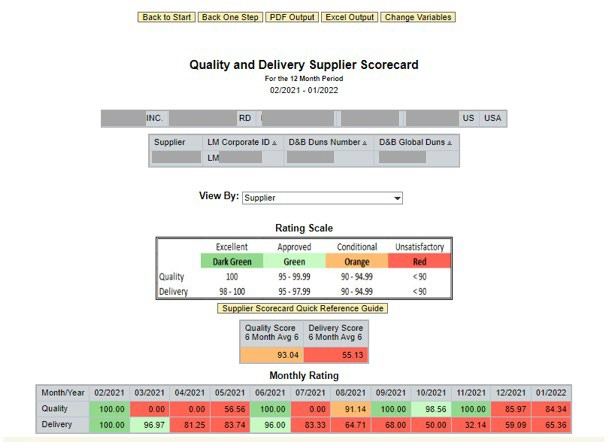 Back to Start Back One Step PDF Output Excel Output Change Variables
Quality and Delivery Supplier Scorecard
For the 12 Month Period
02/2021 - 01/2022
INC. RD US USA
Supplier LM Corporate ID D&B Duns Number D&B Global Duns
LM
View By: Supplier
Rating Scale
Excellent Approved Conditional Unsatisfactory
Dark Green Green Orange Red
Quality 100 95 - 99.99 90 - 94.99 < 90
Delivery 98 - 100 95 - 97.99 90 - 94.99 < 90
Supplier Scorecard Quick Reference Guide
Quality Score Delivery Score
6 Month Avg 6 6 Month Avg 6
93.04 55.13
Monthly Rating
Month/Year 02/2021 03/2021 04/2021 05/2021 06/2021 07/2021 08/2021 09/2021 10/2021 11/2021 12/2021 01/2022
Quality 100.00 0.00 0.00 56.56 100.00 0.00 91.14 100.00 98.56 100.00 85.97 84.34
Delivery 100.00 96.97 81.25 83.74 96.00 83.33 64.71 68.00 50.00 32.14 59.09 65.36